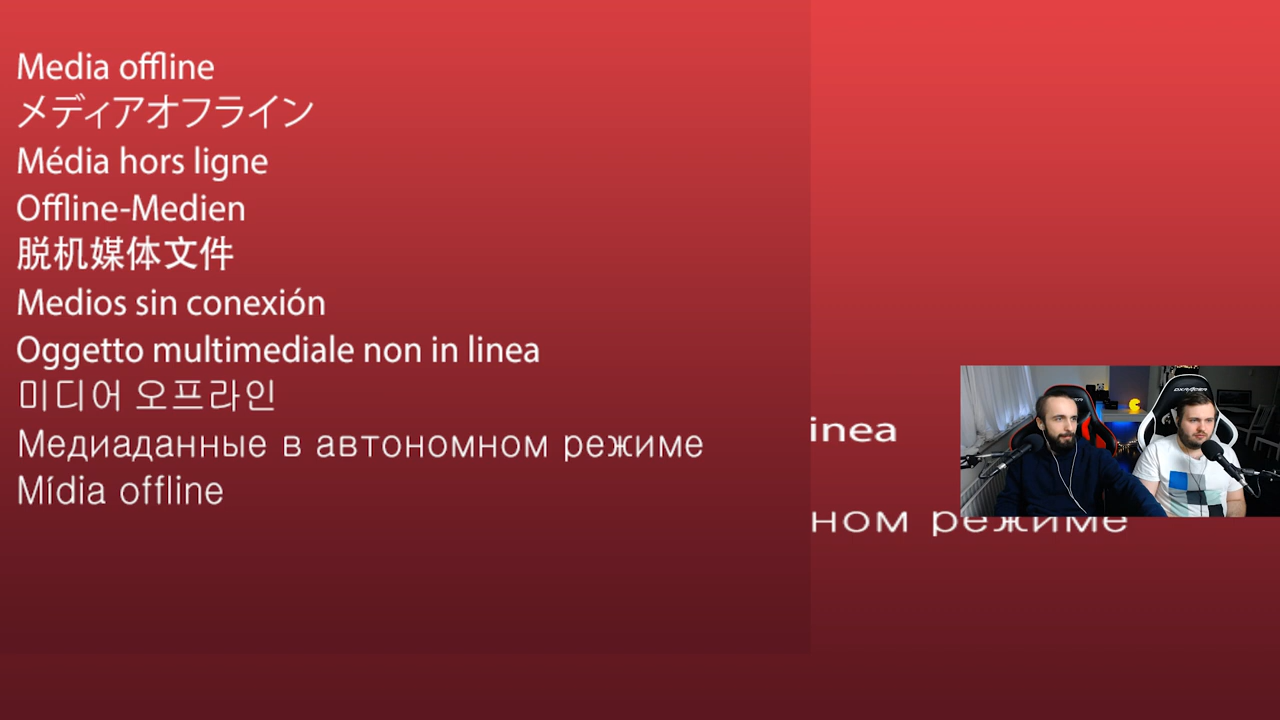 Media offline
メディアオフライン
Média hors ligne
Offline-Medien
脱机媒体文件
Medios sin conexión
Oggetto multimediale non in linea
미디어 오프라인
Медиаданные в автономном режиме
Mídia offline
inea
ном режиме